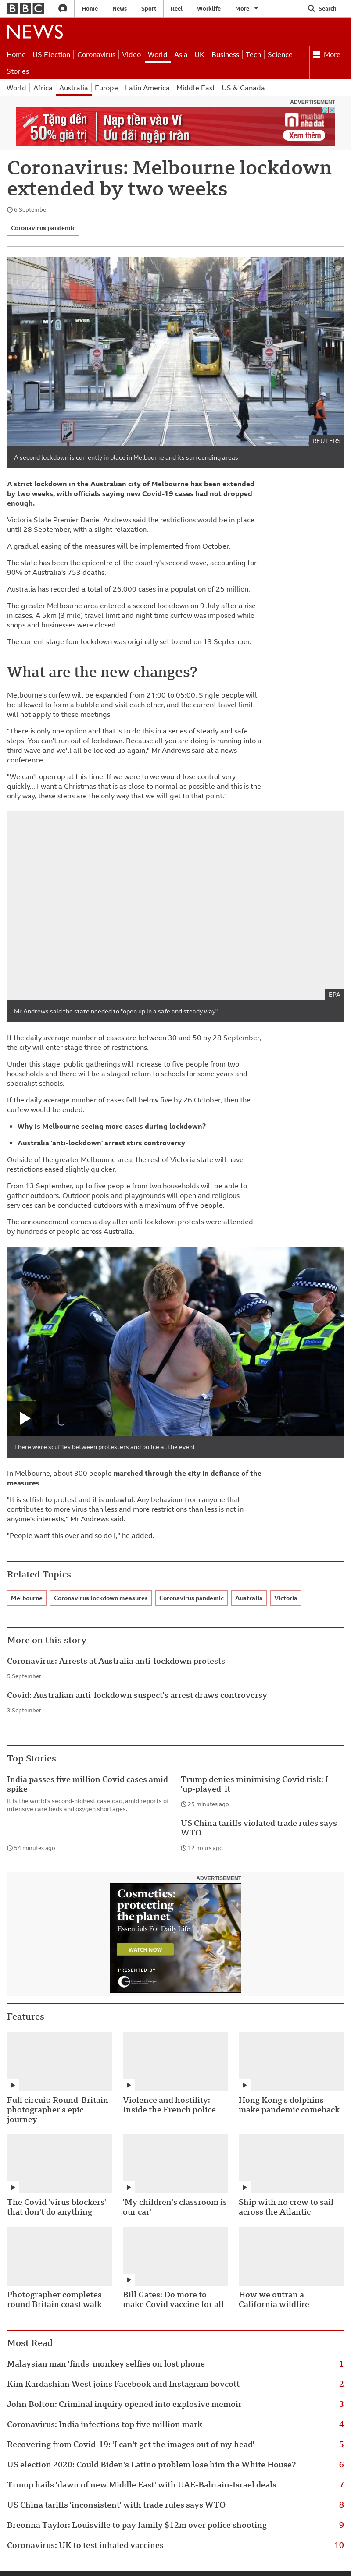 BBC
Home
News
Sport
Reel
Worklife
More
Search
NEWS
Home
US Election
Coronavirus
Video
World
Asia
UK
Business
Tech
Science
More
Stories
World
Africa
Australia
Europe
Latin America
Middle East
US & Canada
ADVERTISEMENT
Tặng đến
50% giá trị
Nạp tiền vào ví
Ưu đãi ngập tràn
mua
ban
nha
Xem thêm
Coronavirus: Melbourne lockdown
extended by two weeks
6 September
Coronavirus pandemic
REUTERS
A second lockdown is currently in place in Melbourne and its surrounding areas
A strict lockdown in the Australian city of Melbourne has been extended
by two weeks, with officials saying new Covid-19 cases had not dropped
enough.
Victoria State Premier Daniel Andrews said the restrictions would be in place
until 28 September, with a slight relaxation.
A gradual easing of the measures will be implemented from October.
The state has been the epicentre of the country's second wave, accounting for
90% of Australia's 753 deaths.
Australia has recorded a total of 26,000 cases in a population of 25 million.
The greater Melbourne area entered a second lockdown on 9 July after a rise
in cases. A 5km (3 mile) travel limit and night time curfew was imposed while
shops and businesses were closed.
The current stage four lockdown was originally set to end on 13 September.
What are the new changes?
Melbourne's curfew will be expanded from 21:00 to 05:00. Single people will
be allowed to form a bubble and visit each other, and the current travel limit
will not apply to these meetings.
"There is only one option and that is to do this in a series of steady and safe
steps. You can't run out of lockdown. Because all you are doing is running into a
third wave and we'll all be locked up again," Mr Andrews said at a news
conference.
"We can't open up at this time. If we were to we would lose control very
quickly... I want a Christmas that is as close to normal as possible and this is the
only way, these steps are the only way that we will get to that point."
EPA
Mr Andrews said the state needed to "open up in a safe and steady way"
If the daily average number of cases are between 30 and 50 by 28 September,
the city will enter stage three of restrictions.
Under this stage, public gatherings will increase to five people from two
households and there will be a staged return to schools for some years and
specialist schools.
If the daily average number of cases fall below five by 26 October, then the
curfew would be ended.
• Why is Melbourne seeing more cases during lockdown?
• Australia 'anti-lockdown' arrest stirs controversy
Outside of the greater Melbourne area, the rest of Victoria state will have
restrictions eased slightly quicker.
From 13 September, up to five people from two households will be able to
gather outdoors. Outdoor pools and playgrounds will open and religious
services can be conducted outdoors with a maximum of five people.
The announcement comes a day after anti-lockdown protests were attended
by hundreds of people across Australia.
There were scuffles between protesters and police at the event
In Melbourne, about 300 people marched through the city in defiance of the
measures.
"It is selfish to protest and it is unlawful. Any behaviour from anyone that
contributes to more virus than less and more restrictions than less is not in
anyone's interests," Mr Andrews said.
"People want this over and so do I," he added.
Related Topics
Melbourne
Coronavirus lockdown measures
Coronavirus pandemic
Australia
Victoria
More on this story
Coronavirus: Arrests at Australia anti-lockdown protests
5 September
Covid: Australian anti-lockdown suspect's arrest draws controversy
3 September
Top Stories
India passes five million Covid cases amid
spike
It is the world's second-highest caseload, amid reports of
intensive care beds and oxygen shortages.
54 minutes ago
Trump denies minimising Covid risk: I
'up-played' it
25 minutes ago
US China tariffs violated trade rules says
WTO
12 hours ago
ADVERTISEMENT
Cosmetics:
protecting
the planet
Essentials For Daily Life
WATCH NOW
PRESENTED BY
Features
Full circuit: Round-Britain
photographer's epic
journey
Violence and hostility:
Inside the French police
Hong Kong's dolphins
make pandemic comeback
The Covid 'virus blockers'
that don't do anything
'My children's classroom is
our car'
Ship with no crew to sail
across the Atlantic
Photographer completes
round Britain coast walk
Bill Gates: Do more to
make Covid vaccine for all
How we outran a
California wildfire
Most Read
Malaysian man 'finds' monkey selfies on lost phone 1
Kim Kardashian West joins Facebook and Instagram boycott 2
John Bolton: Criminal inquiry opened into explosive memoir 3
Coronavirus: India infections top five million mark 4
Recovering from Covid-19: 'I can't get the images out of my head' 5
US election 2020: Could Biden's Latino problem lose him the White House? 6
Trump hails 'dawn of new Middle East' with UAE-Bahrain-Israel deals 7
US China tariffs 'inconsistent' with trade rules says WTO 8
Breonna Taylor: Louisville to pay family $12m over police shooting 9
Coronavirus: UK to test inhaled vaccines 10